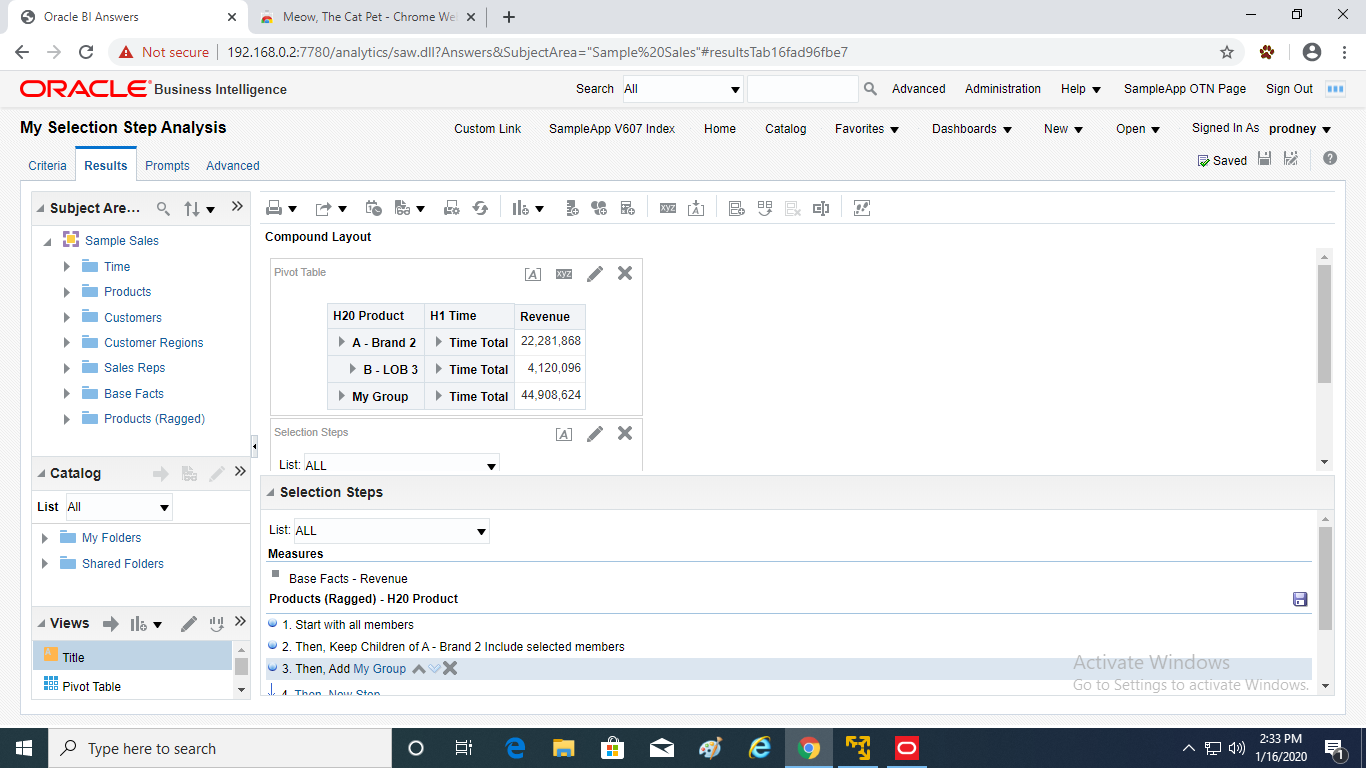 Oracle BI Answers
Meow, The Cat Pet - Chrome We
Not secure 192.168.0.2:7780/analytics/saw.dll?Answers&SubjectArea="Sample%20Sales"#resultsTab16fad96fbe7
ORACLE Business Intelligence
Search All Advanced Administration Help SampleApp OTN Page Sign Out
My Selection Step Analysis
Custom Link SampleApp V607 Index Home Catalog Favorites Dashboards New Open Signed In As prodney
Criteria Results Prompts Advanced
Saved
Subject Are...
Sample Sales
Time
Products
Customers
Customer Regions
Sales Reps
Base Facts
Products (Ragged)
Catalog
List All
My Folders
Shared Folders
Views
Title
Pivot Table
xyz
Compound Layout
Pivot Table
A xyz
H20 Product H1 Time Revenue
A - Brand 2 Time Total 22,281,868
B - LOB 3 Time Total 4,120,096
My Group Time Total 44,908,624
Selection Steps
A
List: ALL
Selection Steps
List: ALL
Measures
Base Facts - Revenue
Products (Ragged) - H20 Product
1. Start with all members
2. Then, Keep Children of A - Brand 2 Include selected members
3. Then, Add My Group
4. Then, New Step
Activate Windows
Go to Settings to activate Windows.
Type here to search
2:33 PM
1/16/2020
1